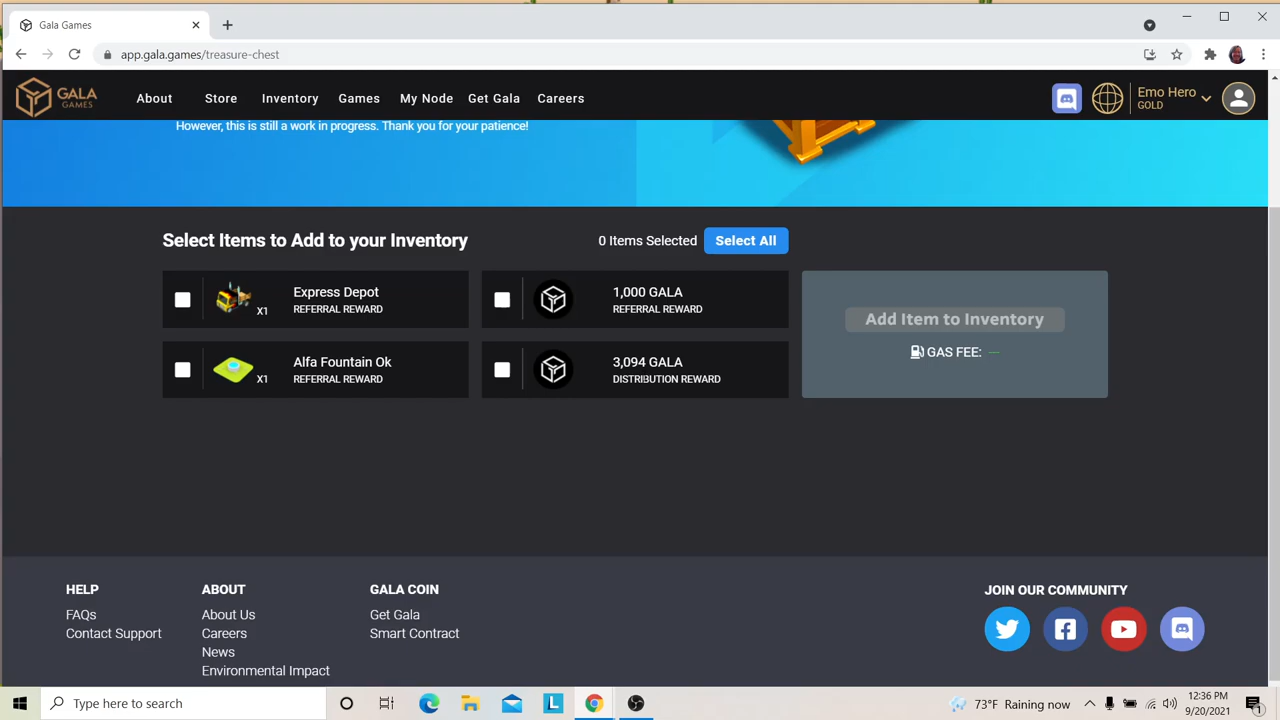 Gala Games
app.gala.games/treasure-chest
GALA
GAMES
About
Store
Inventory
Games
My Node
Get Gala
Careers
Emo Hero
GOLD
However, this is still a work in progress. Thank you for your patience!
Select Items to Add to your Inventory
0 Items Selected
Select All
Express Depot
X1
REFERRAL REWARD
1,000 GALA
REFERRAL REWARD
Add Item to Inventory
GAS FEE: ---
Alfa Fountain Ok
X1
REFERRAL REWARD
3,094 GALA
DISTRIBUTION REWARD
HELP
FAQs
Contact Support
ABOUT
About Us
Careers
News
Environmental Impact
GALA COIN
Get Gala
Smart Contract
JOIN OUR COMMUNITY
Type here to search
L
73°F Raining now
12:36 PM
9/20/2021
1